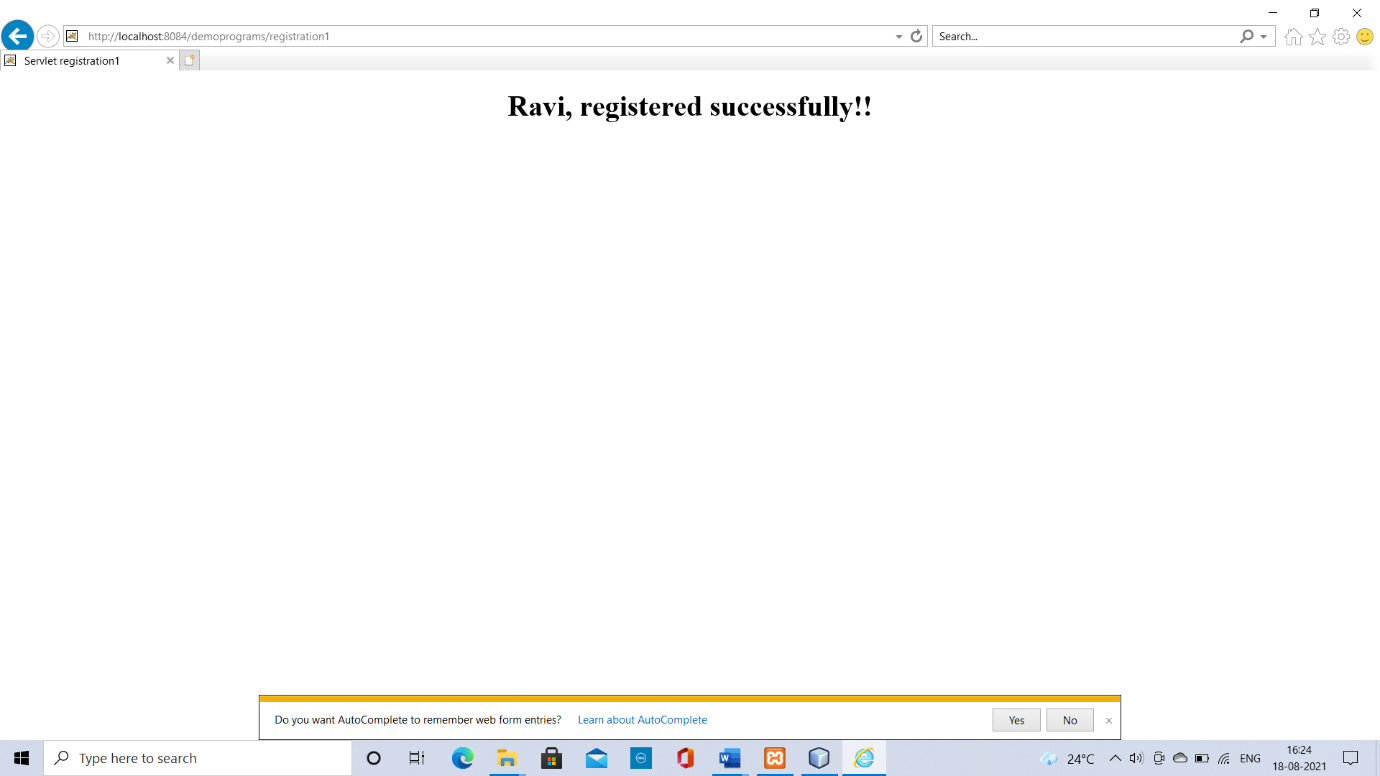 http://localhost:8084/demoprograms/registration1
Search...
Servlet registration1
Ravi, registered successfully!!
Do you want AutoComplete to remember web form entries? Learn about AutoComplete Yes No
Type here to search
24°C
ENG
16:24
18-08-2021